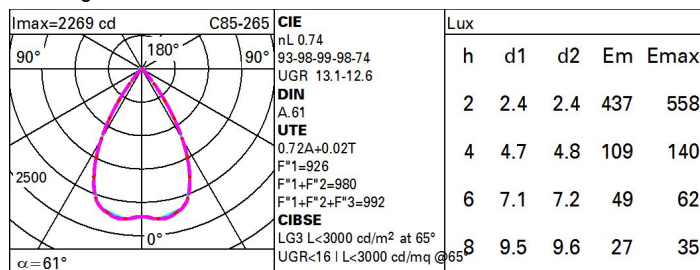 Imax=2269 cd C85-265
90° 180° 90°
2500
0°
α=61°
CIE
nL 0.74
93-98-99-98-74
UGR 13.1-12.6
DIN
A.61
UTE
0.72A+0.02T
F"1=926
F"1+F"2=980
F"1+F"2+F"3=992
CIBSE
LG3 L<3000 cd/m² at 65°
UGR<16 | L<3000 cd/mq @65°
Lux
h d1 d2 Em Emax
2 2.4 2.4 437 558
4 4.7 4.8 109 140
6 7.1 7.2 49 62
8 9.5 9.6 27 35